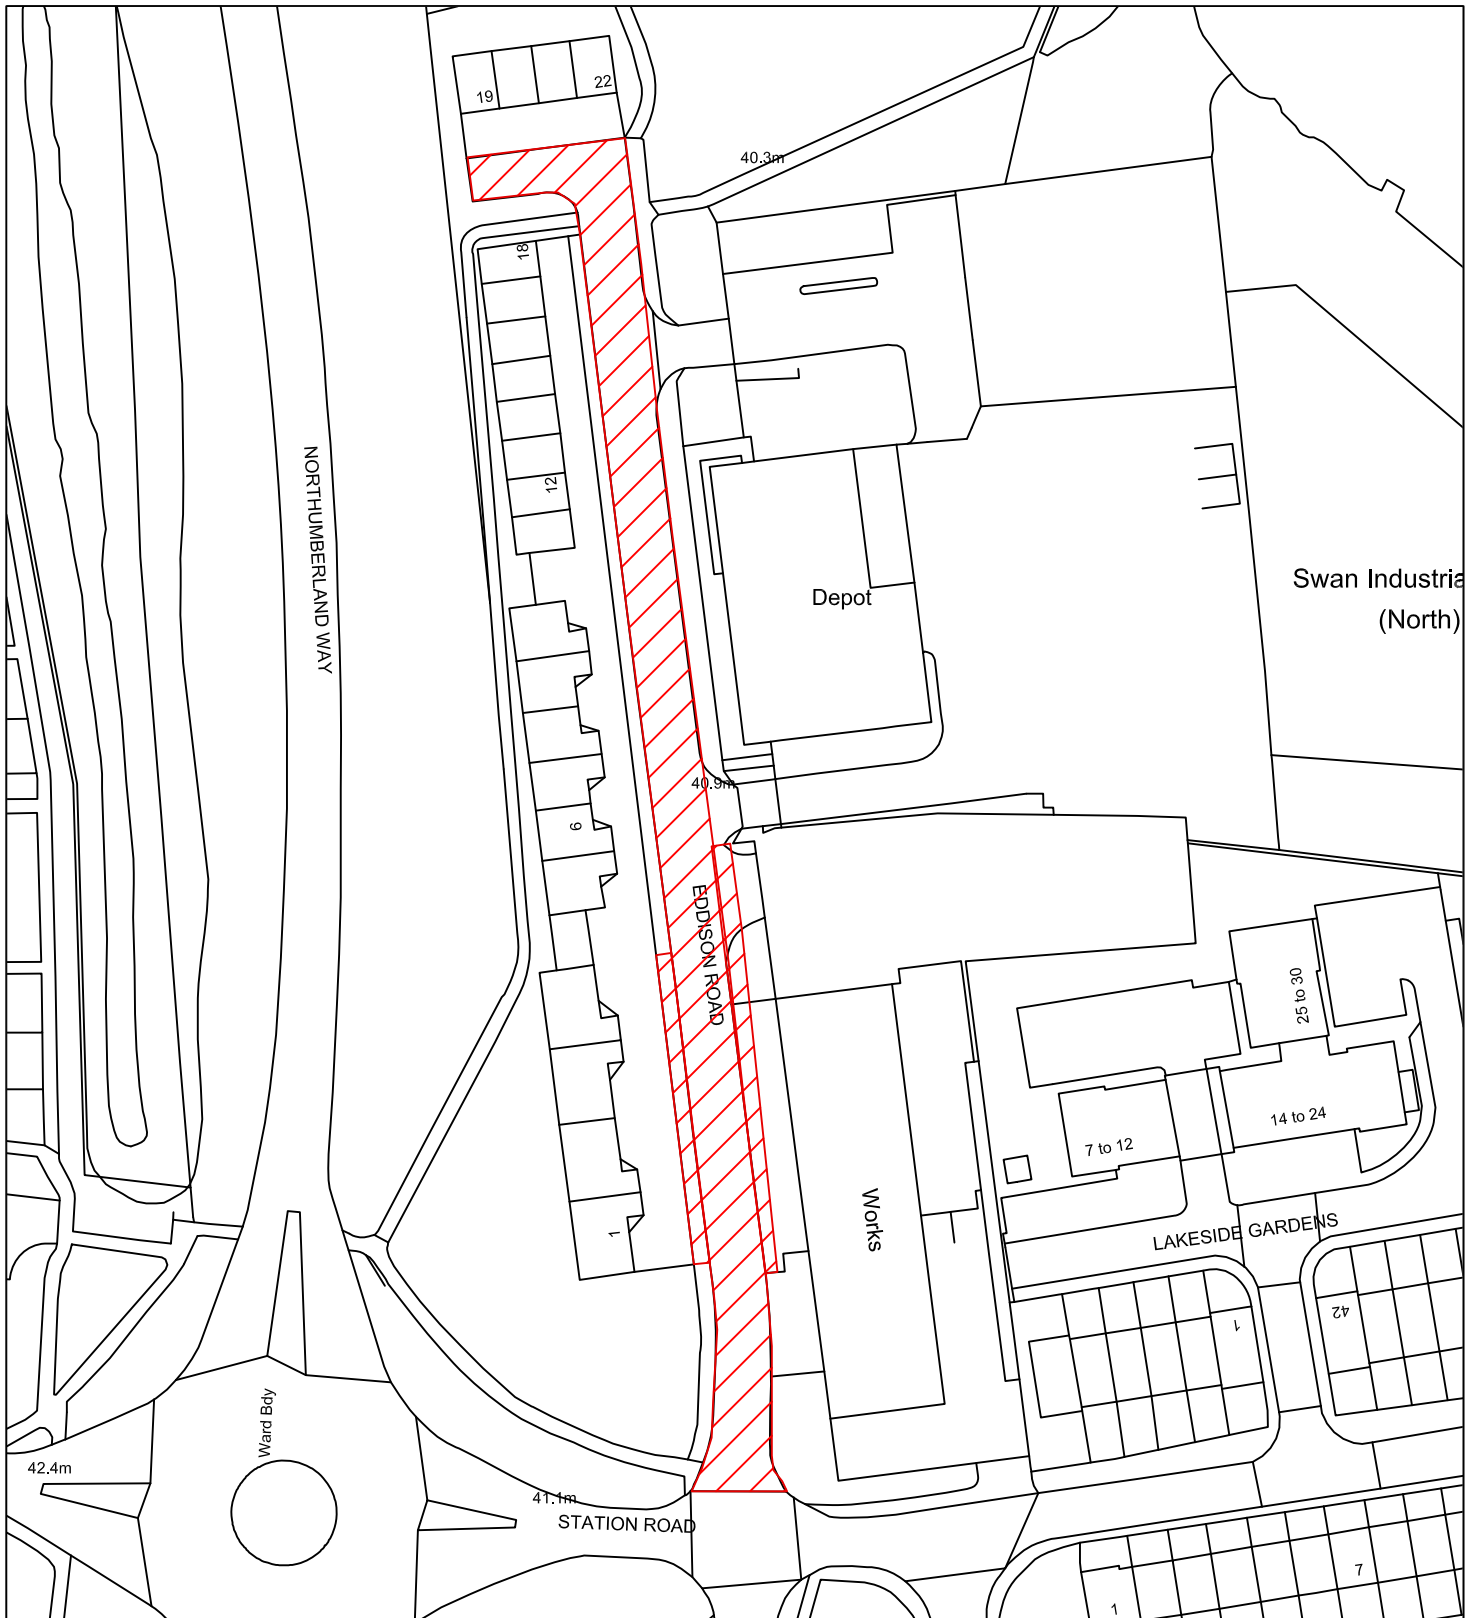 19
22
40.3m
18
NORTHUMBERLAND WAY
12
Depot
Swan Industria
(North)
40.9m
6
EDDISON ROAD
25 to 30
14 to 24
7 to 12
Works
1
LAKESIDE GARDENS
42
1
Ward Bdy
42.4m
41.1m
STATION ROAD
7
1